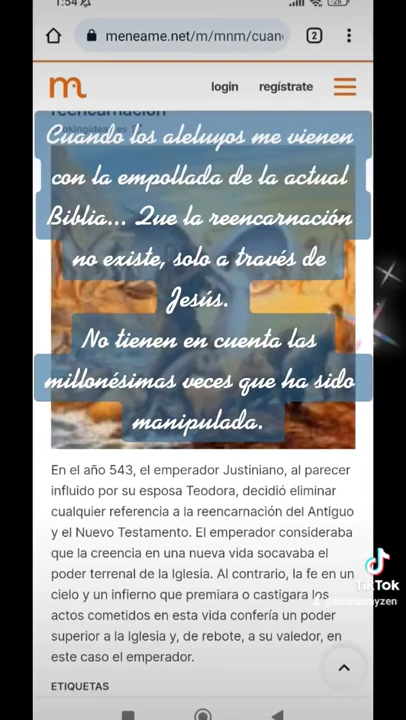 1:54
meneame.net/m/mnm/cuan
2
login regístrate
reencarnación
Cuando los aleluyos me vienen
con la empollada de la actual
Biblia... Que la reencarnación
no existe, solo a través de
Jesús.
No tienen en cuenta las
millonésimas veces que ha sido
manipulada.
En el año 543, el emperador Justiniano, al parecer
influido por su esposa Teodora, decidió eliminar
cualquier referencia a la reencarnación del Antiguo
y el Nuevo Testamento. El emperador consideraba
que la creencia en una nueva vida socavaba el
poder terrenal de la Iglesia. Al contrario, la fe en un
cielo y un infierno que premiara o castigara los
actos cometidos en esta vida confería un poder
superior a la Iglesia y, de rebote, a su valedor, en
este caso el emperador.
TikTok
ETIQUETAS